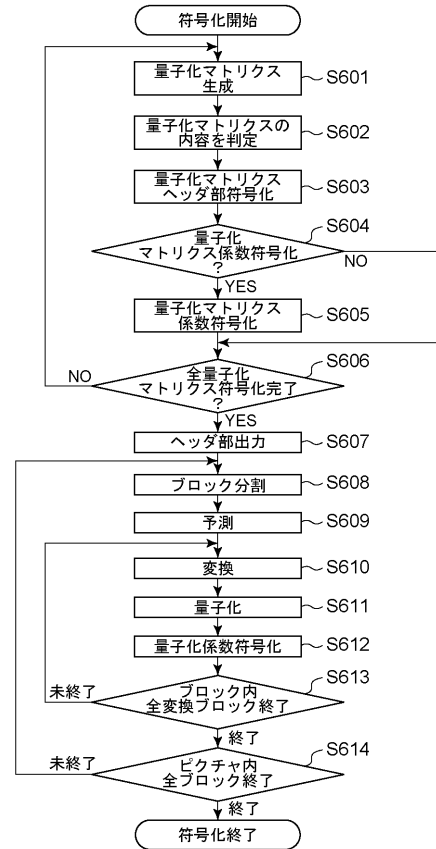 符号化開始
量子化マトリクス
生成
S601
量子化マトリクスの
内容を判定
S602
量子化マトリクス
ヘッダ部符号化
S603
S604
量子化
マトリクス係数符号化
?
NO
YES
量子化マトリクス
係数符号化
S605
S606
NO
全量子化
マトリクス符号化完了
?
YES
ヘッダ部出力
S607
ブロック分割
S608
予測
S609
変換
S610
量子化
S611
量子化係数符号化
S612
S613
未終了
ブロック内
全変換ブロック終了
終了
S614
未終了
ピクチャ内
全ブロック終了
終了
符号化終了